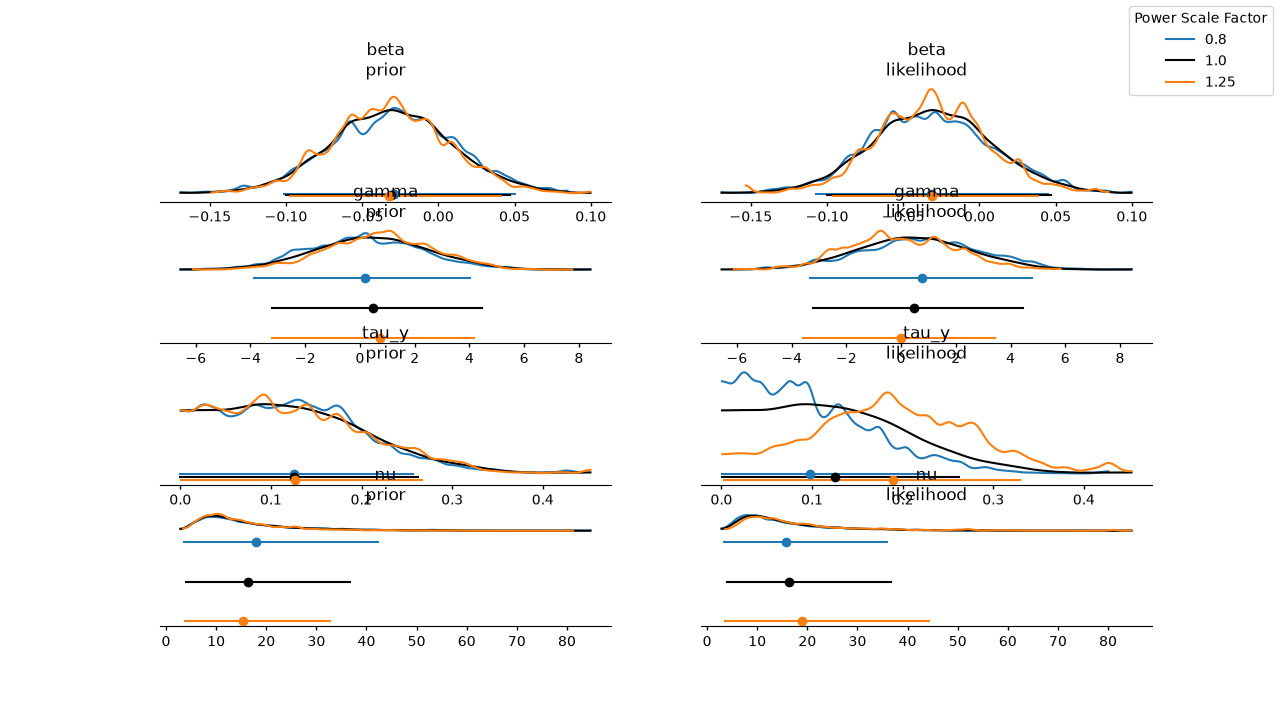 Power Scale Factor
0.8
1.0
1.25
beta
prior
beta
likelihood
−0.15 −0.10 −0.05 0.00 0.05 0.10
−0.15 −0.10 −0.05 0.00 0.05 0.10
gamma
prior
gamma
likelihood
−6 −4 −2 0 2 4 6 8
−6 −4 −2 0 2 4 6 8
tau_y
prior
tau_y
likelihood
0.0 0.1 0.2 0.3 0.4
0.0 0.1 0.2 0.3 0.4
nu
prior
nu
likelihood
0 10 20 30 40 50 60 70 80
0 10 20 30 40 50 60 70 80